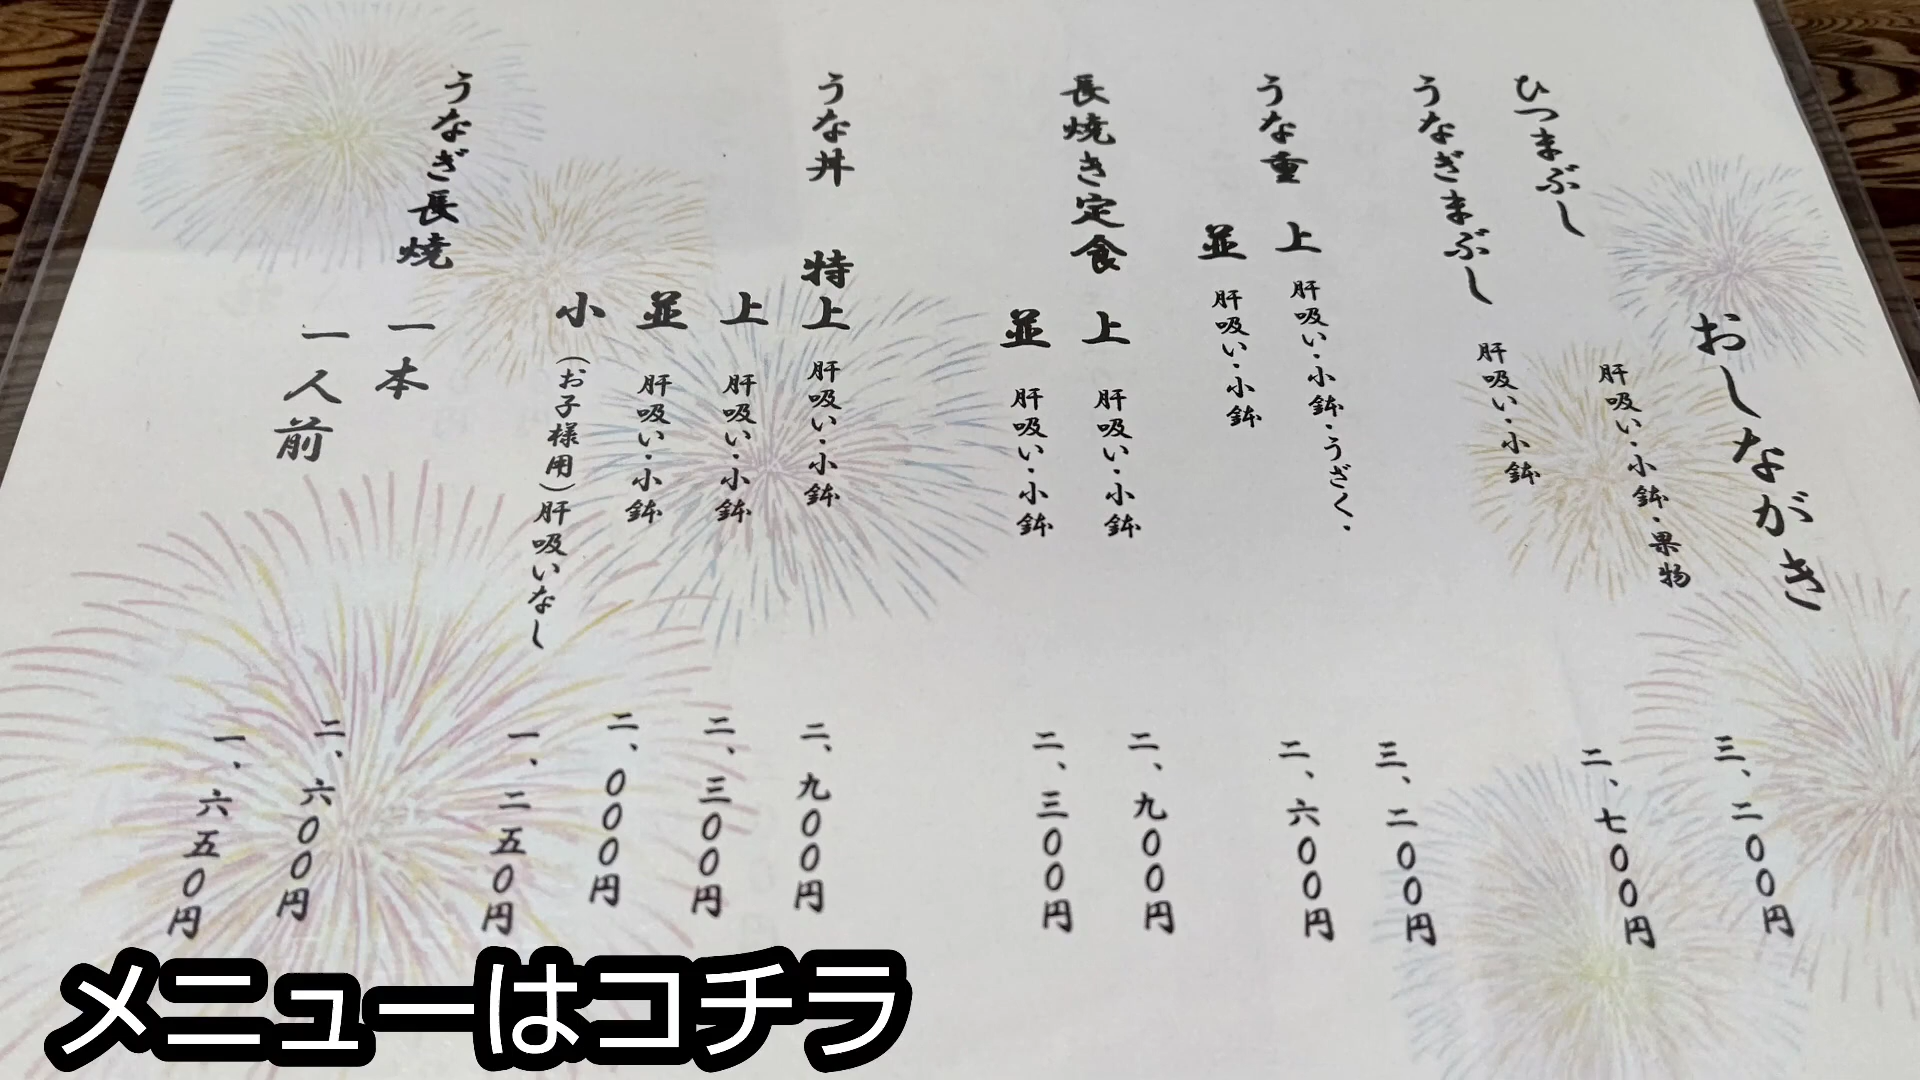 おしながき
ひつまぶし 肝吸い・小鉢・果物 三、二〇〇円
うなぎまぶし 肝吸い・小鉢 二、七〇〇円
うな重 上 肝吸い・小鉢・うざく・ 三、二〇〇円
並 肝吸い・小鉢 二、六〇〇円
長焼き定食 上 肝吸い・小鉢 二、九〇〇円
並 肝吸い・小鉢 二、三〇〇円
うな丼 特上 肝吸い・小鉢 二、九〇〇円
上 肝吸い・小鉢 二、三〇〇円
並 肝吸い・小鉢 二、〇〇〇円
小 (お子様用)肝吸いなし 一、二五〇円
うなぎ長焼 一本 二、六〇〇円
一人前 一、六五〇円
メニューはコチラ